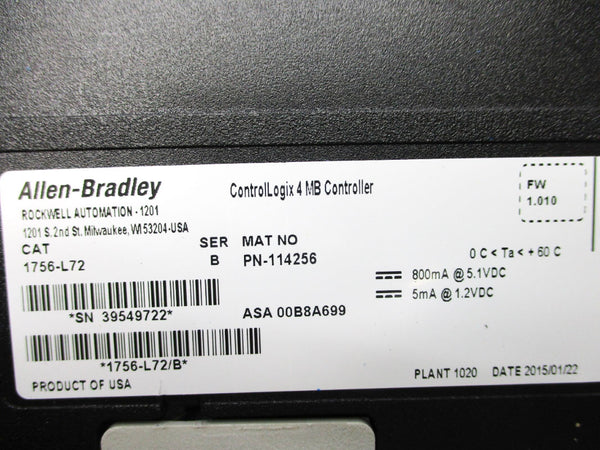 Allen-Bradley
ControlLogix 4 MB Controller
FW
1.010
ROCKWELL AUTOMATION - 1201
1201 S. 2nd St. Milwaukee, WI 53204-USA
CAT
SER
MAT NO
1756-L72
B
PN-114256
0 C < Ta < + 60 C
800mA @ 5.1VDC
5mA @ 1.2VDC
*SN 39549722*
ASA 00B8A699
*1756-L72/B*
PRODUCT OF USA
PLANT 1020
DATE 2015/01/22